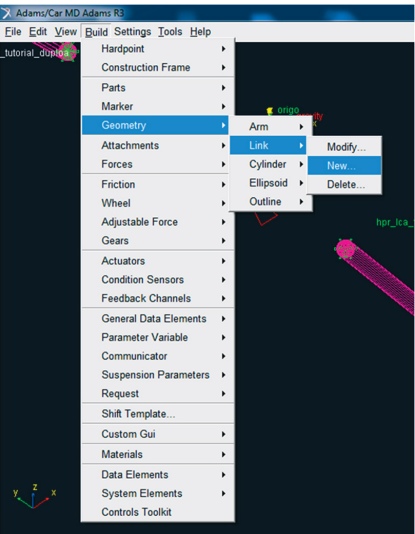 Adams/Car MD Adams R3
File Edit View Build Settings Tools Help
_tutorial_duploa
Hardpoint
Construction Frame
Parts
Marker
Geometry
Attachments
Forces
Friction
Wheel
Adjustable Force
Gears
Actuators
Condition Sensors
Feedback Channels
General Data Elements
Parameter Variable
Communicator
Suspension Parameters
Request
Shift Template...
Custom Gui
Materials
Data Elements
System Elements
Controls Toolkit
origo
Arm
Link
Cylinder
Ellipsoid
Outline
Modify...
New...
Delete...
hpr_lca_
y z x